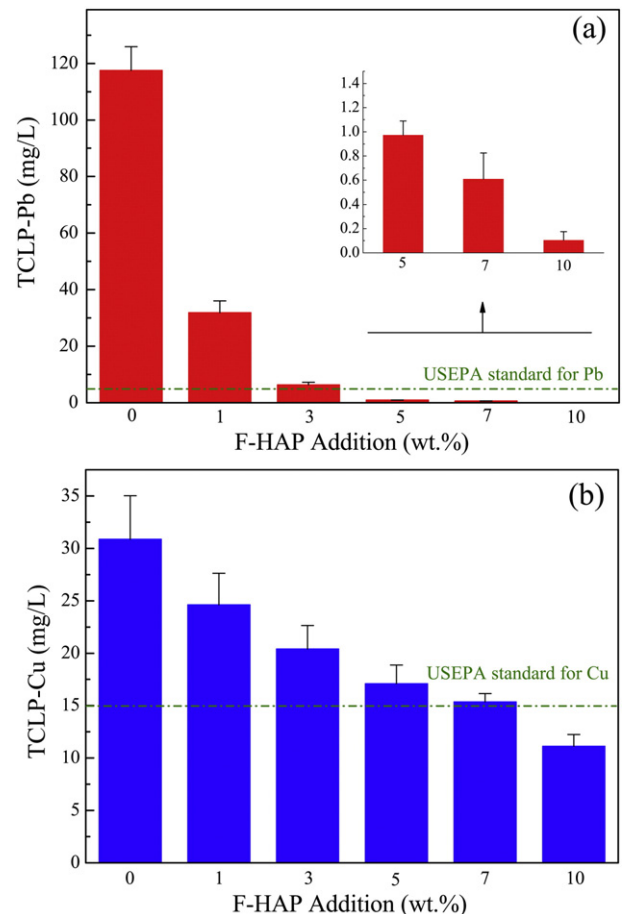 (a)
120
100
80
60
40
20
0
TCLP-Pb (mg/L)
1.4
1.2
1.0
0.8
0.6
0.4
0.2
0.0
5 7 10
USEPA standard for Pb
0 1 3 5 7 10
F-HAP Addition (wt.%)
(b)
35
30
25
20
15
10
5
0
TCLP-Cu (mg/L)
USEPA standard for Cu
0 1 3 5 7 10
F-HAP Addition (wt.%)